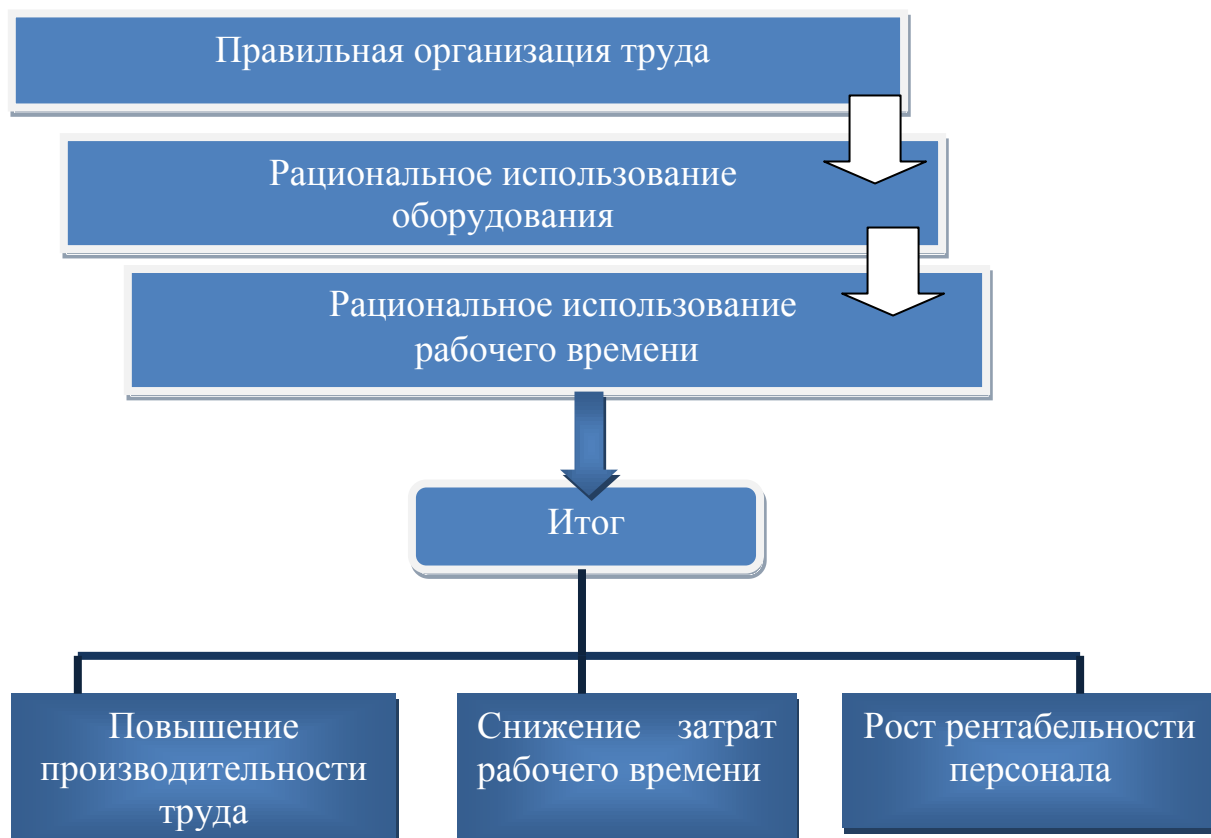 Правильная организация труда
Рациональное использование
оборудования
Рациональное использование
рабочего времени
Итог
Повышение
производительности
труда
Снижение затрат
рабочего времени
Рост рентабельности
персонала